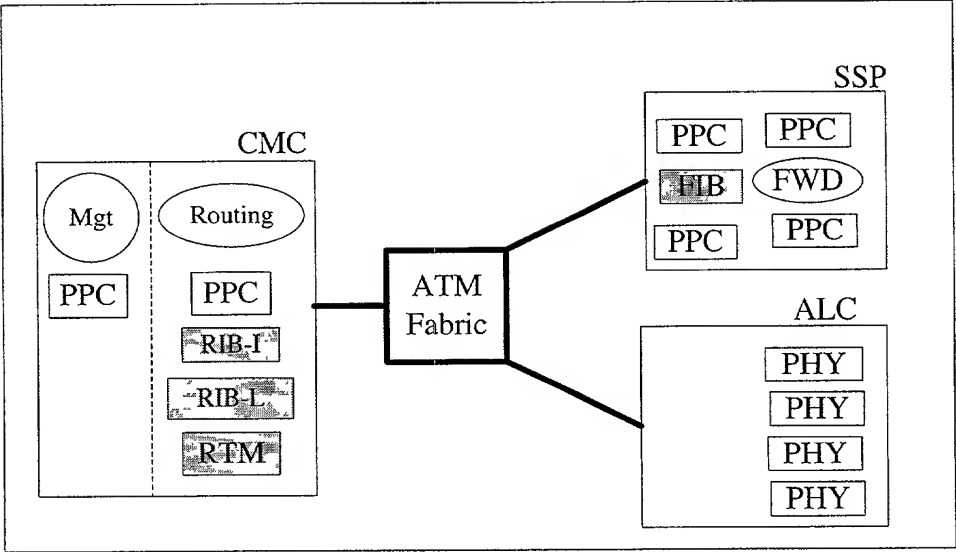 CMC
Mgt
Routing
PPC
PPC
RIB-I
RIB-L
RTM
ATM
Fabric
SSP
PPC
PPC
FIB
FWD
PPC
PPC
ALC
PHY
PHY
PHY
PHY